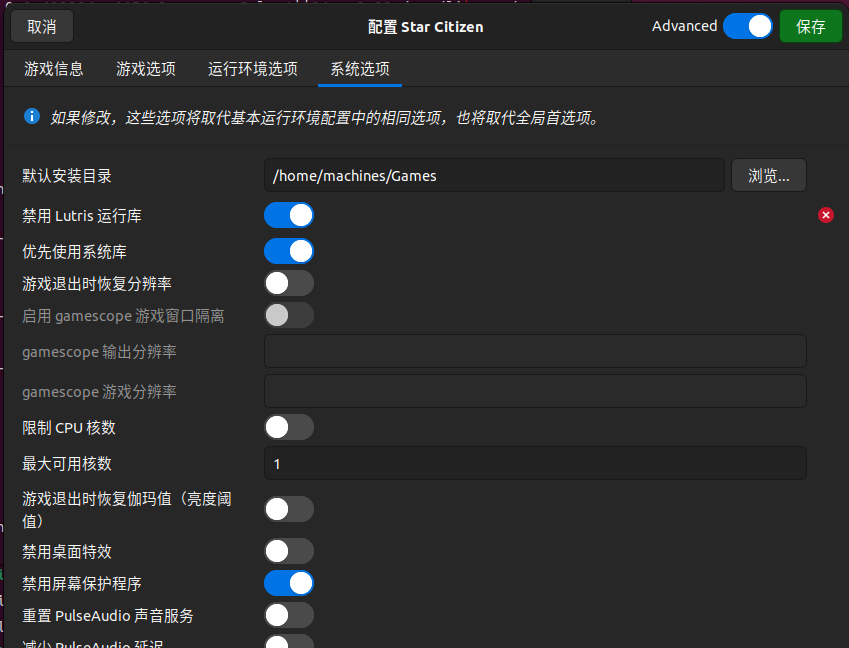 取消
配置 Star Citizen
Advanced
保存
游戏信息
游戏选项
运行环境选项
系统选项
如果修改，这些选项将取代基本运行环境配置中的相同选项，也将取代全局首选项。
默认安装目录
/home/machines/Games
浏览...
禁用 Lutris 运行库
优先使用系统库
游戏退出时恢复分辨率
启用 gamescope 游戏窗口隔离
gamescope 输出分辨率
gamescope 游戏分辨率
限制 CPU 核数
最大可用核数
1
游戏退出时恢复伽玛值（亮度阈
值）
禁用桌面特效
禁用屏幕保护程序
重置 PulseAudio 声音服务
减少 PulseAudio 延迟